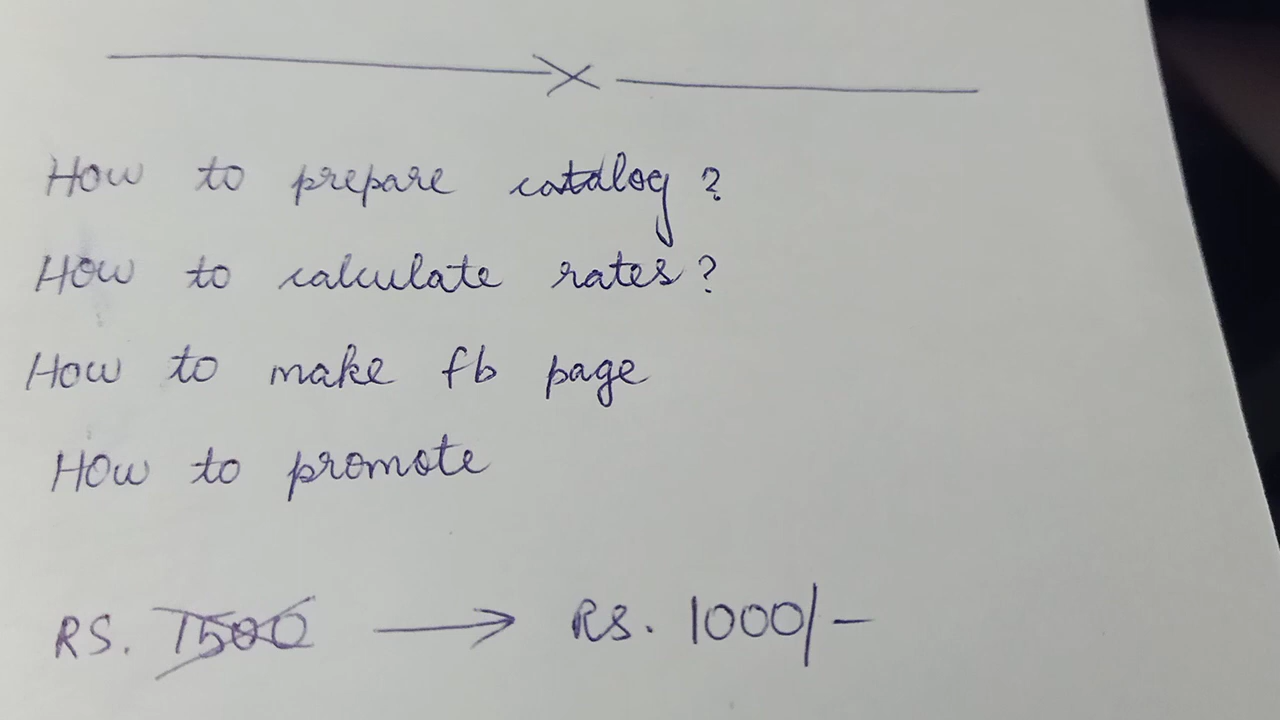 How to prepare catalog?
How to calculate rates?
How to make fb page
How to promote
RS. 1500 → RS. 1000/-